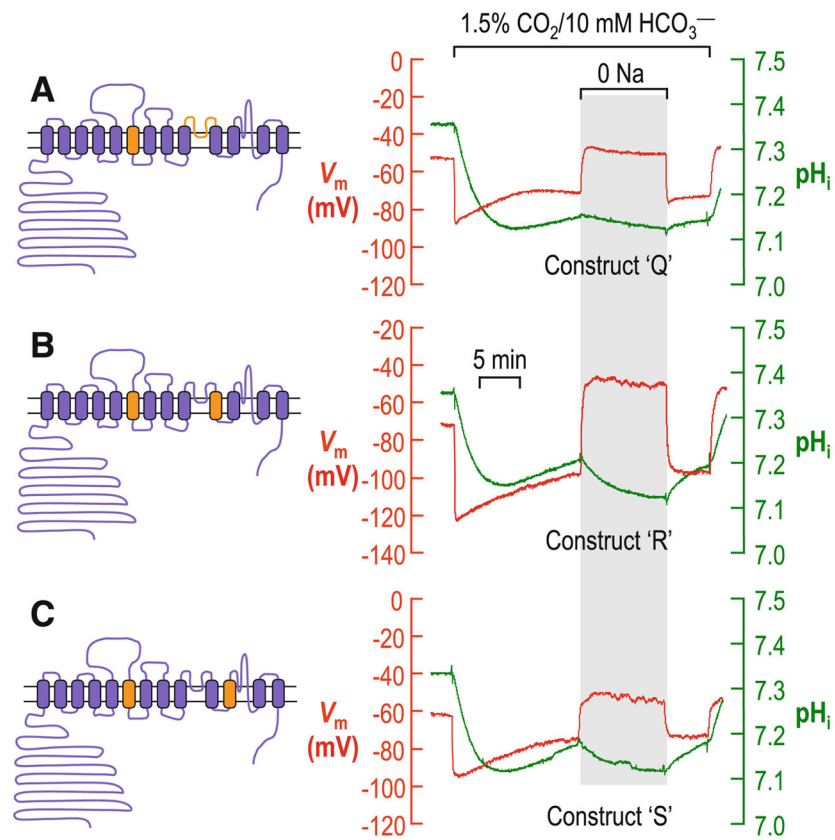 1.5% CO₂/10 mM HCO₃—
A
0
-20
-40
-60
-80
-100
-120
Vm
(mV)
0 Na
7.5
7.4
7.3
7.2
7.1
7.0
pHi
Construct ‘Q’
B
-20
-40
-60
-80
-100
-120
-140
Vm
(mV)
5 min
7.5
7.4
7.3
7.2
7.1
7.0
pHi
Construct ‘R’
C
0
-20
-40
-60
-80
-100
-120
Vm
(mV)
7.5
7.4
7.3
7.2
7.1
7.0
pHi
Construct ‘S’